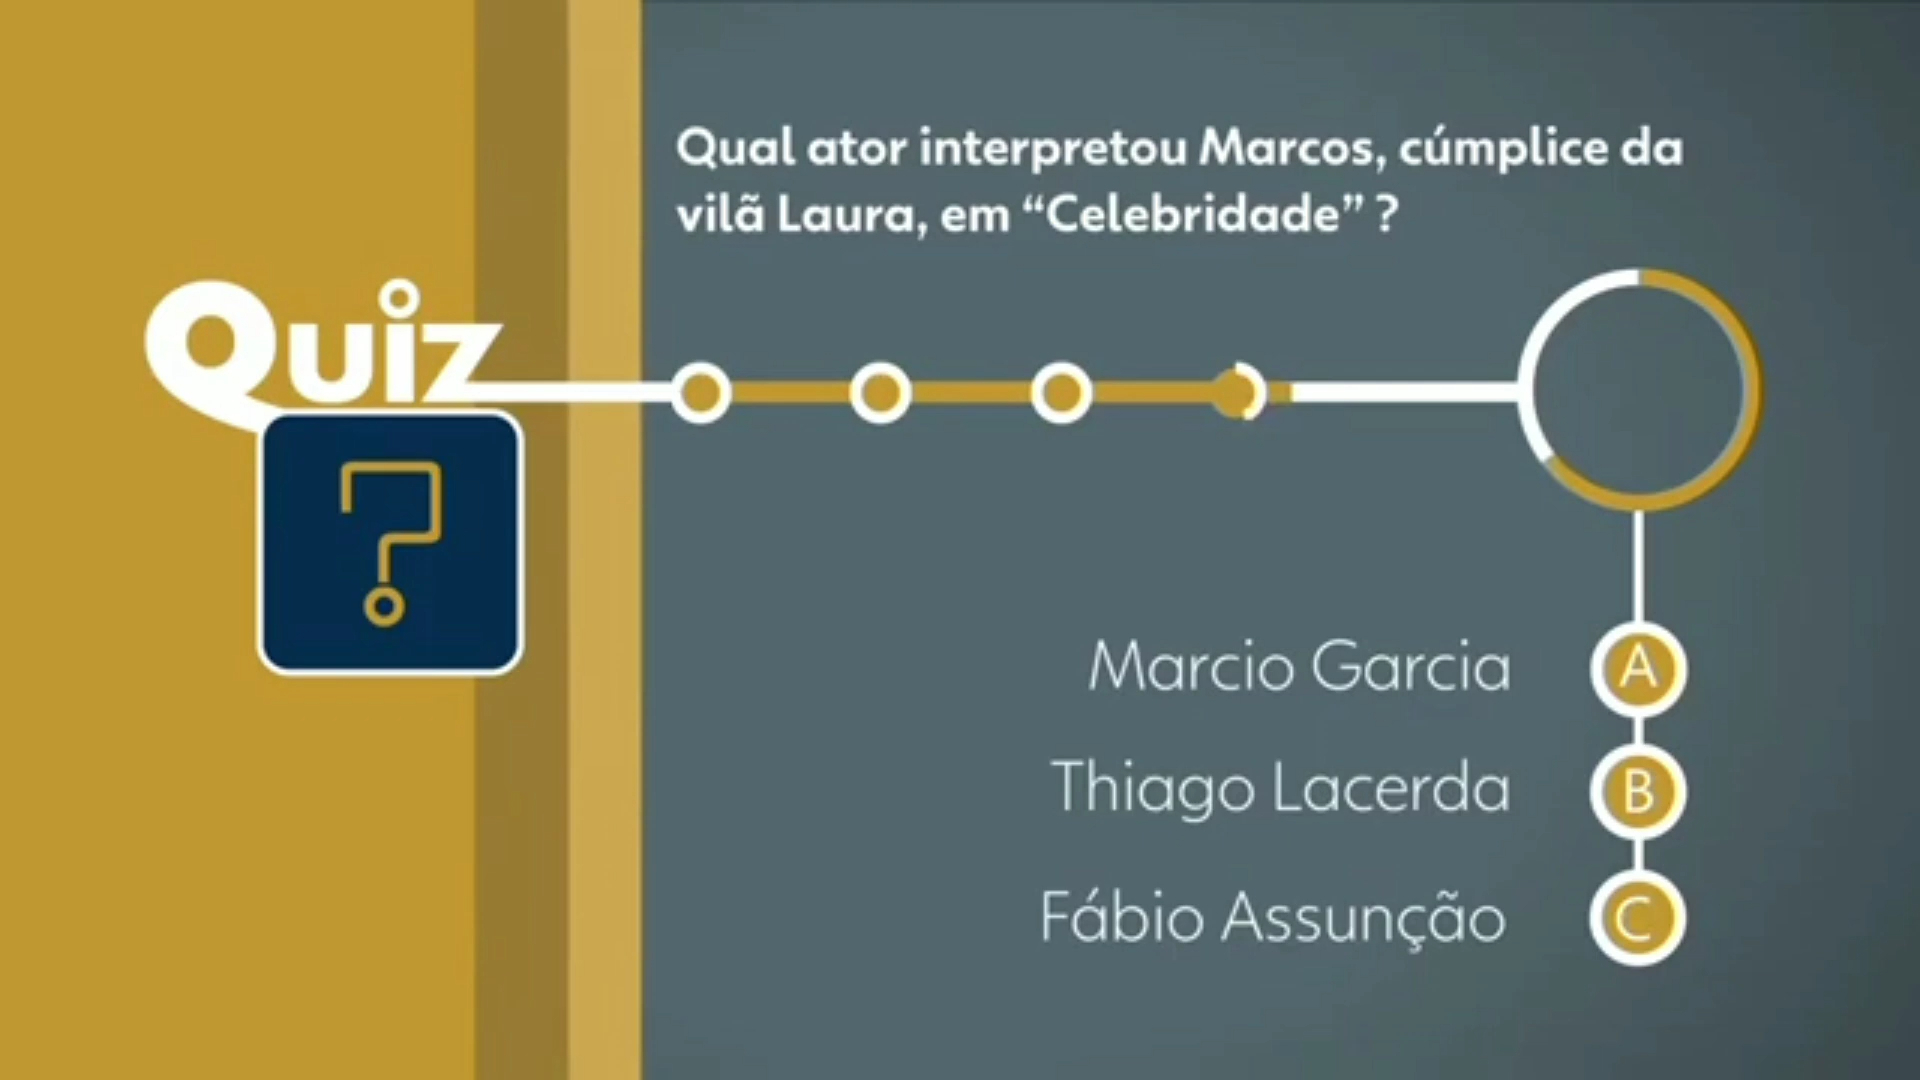 Qual ator interpretou Marcos, cúmplice da
vilã Laura, em “Celebridade” ?
Quiz
?
Marcio Garcia A
Thiago Lacerda B
Fábio Assunção C